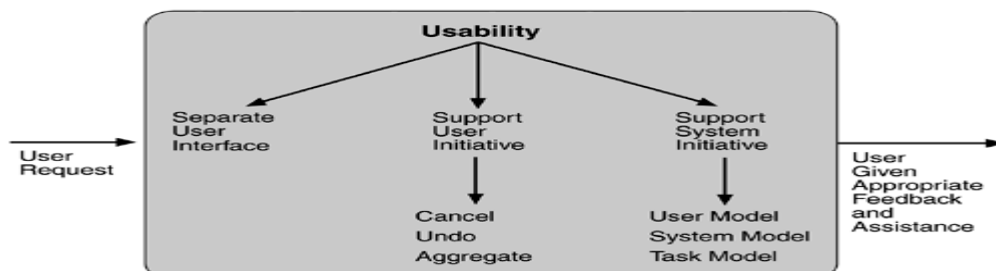 Usability
Separate
User
Interface
Support
User
Initiative
Support
System
Initiative
User
Request
Cancel
Undo
Aggregate
User Model
System Model
Task Model
User
Given
Appropriate
Feedback
and
Assistance